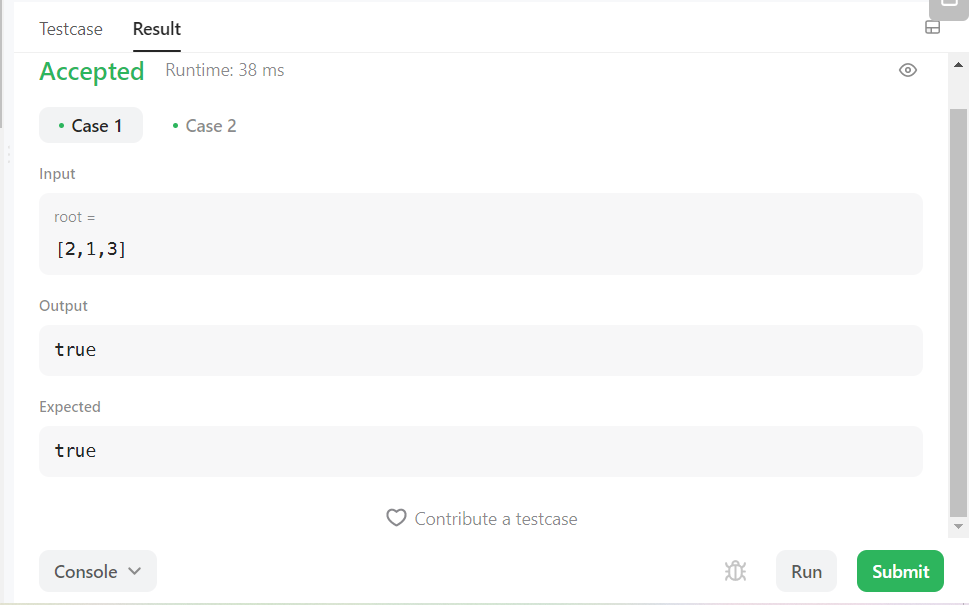 Testcase Result
Accepted Runtime: 38 ms
• Case 1 • Case 2
Input
root =
[2,1,3]
Output
true
Expected
true
Contribute a testcase
Console Run Submit